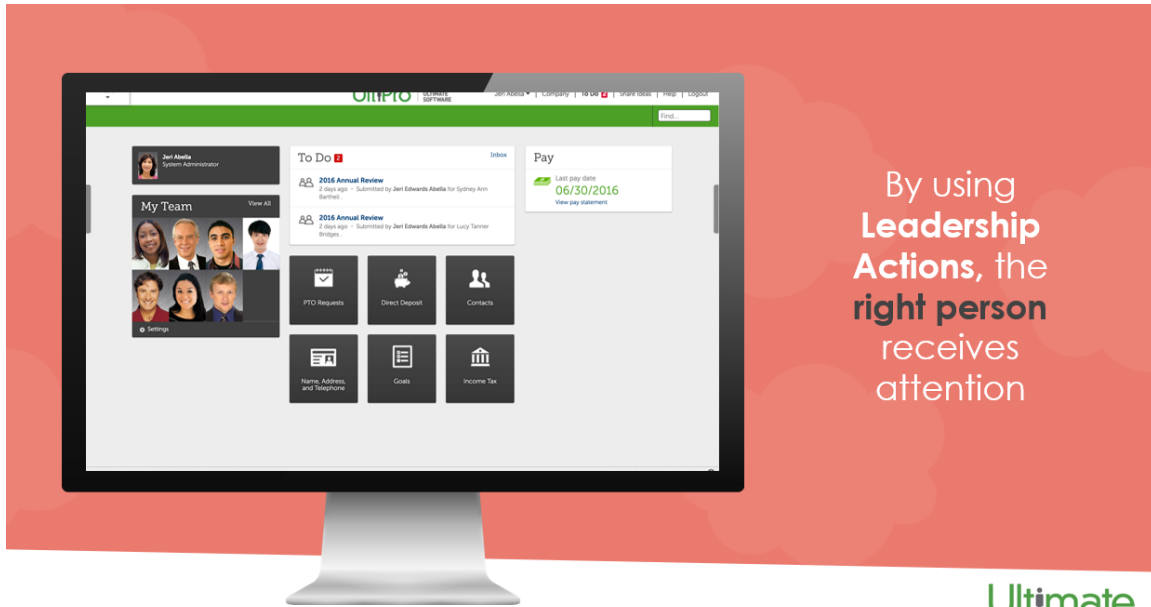 UltiPro ULTIMATE SOFTWARE
Jeri Abella | Company | To Do 2 | Share Ideas | Help | Logout
Find...
Jeri Abella
System Administrator
My Team View All
Settings
To Do 2 Inbox
2016 Annual Review
2 days ago - Submitted by Jeri Edwards Abella for Sydney Ann
Barthell .
2016 Annual Review
2 days ago - Submitted by Jeri Edwards Abella for Lucy Tanner
Bridges .
PTO Requests
Direct Deposit
Contacts
Name, Address,
and Telephone
Goals
Income Tax
Pay
Last pay date
06/30/2016
View pay statement
By using
Leadership
Actions, the
right person
receives
attention
Ultimate